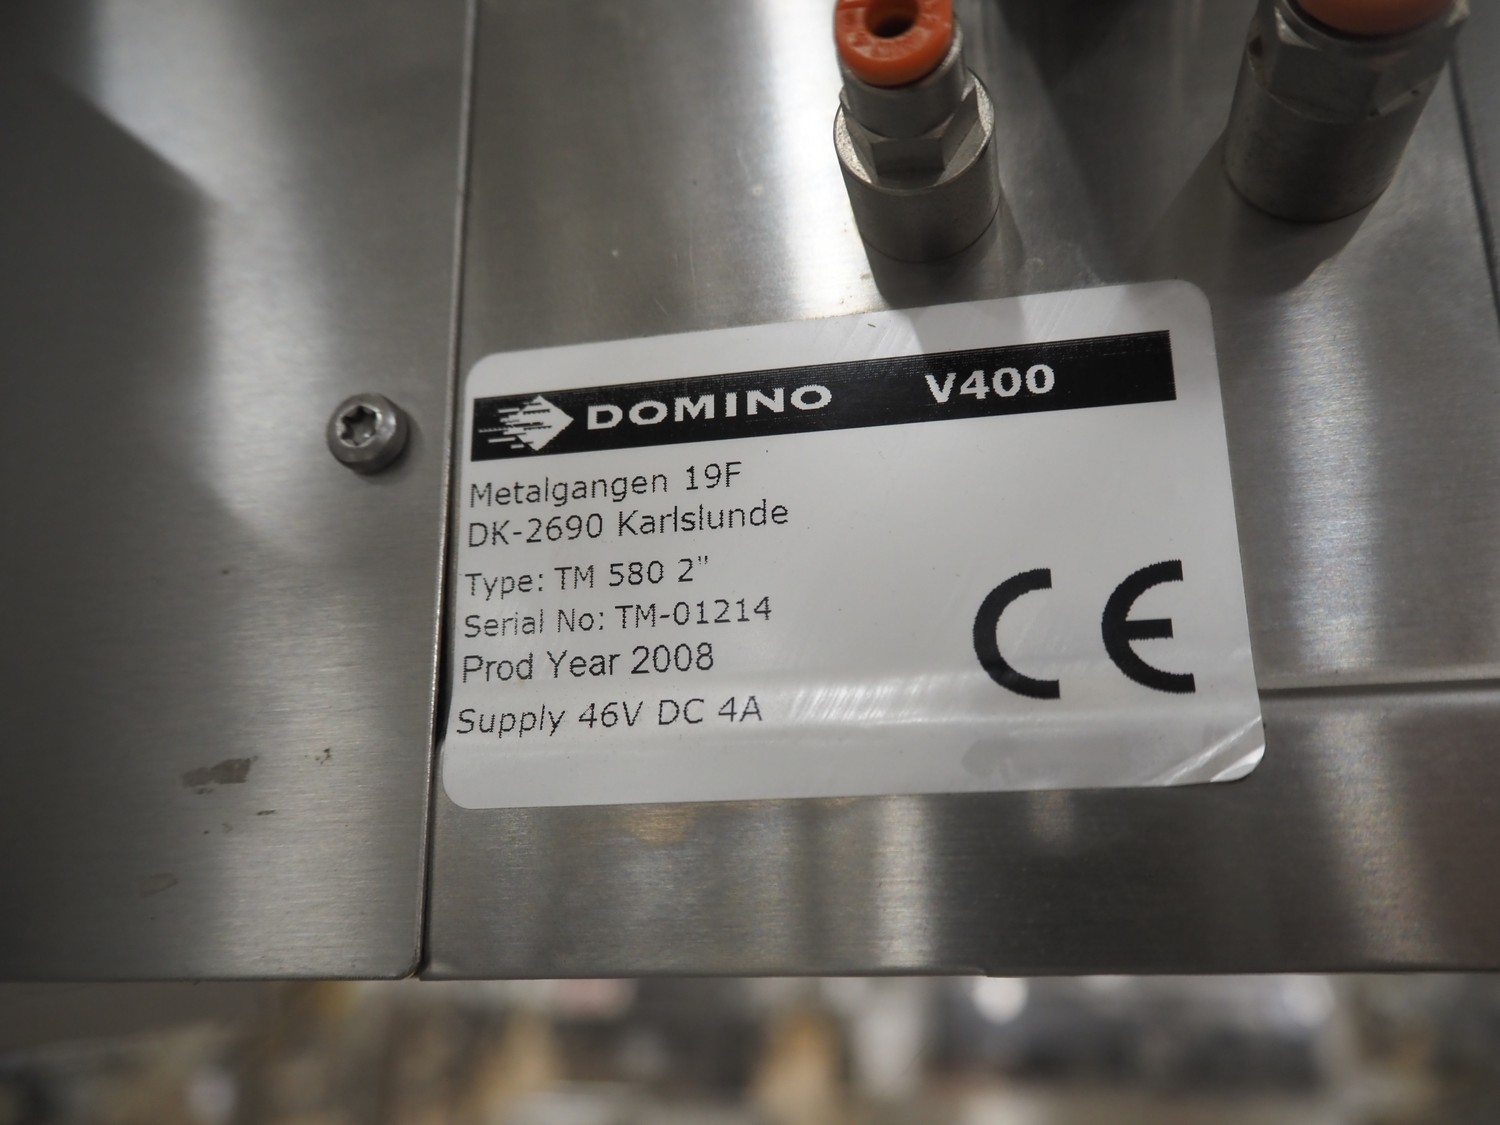 DOMINO V400
Metalgangen 19F
DK-2690 Karlslunde
Type: TM 580 2"
Serial No: TM-01214
Prod Year 2008
Supply 46V DC 4A
CE